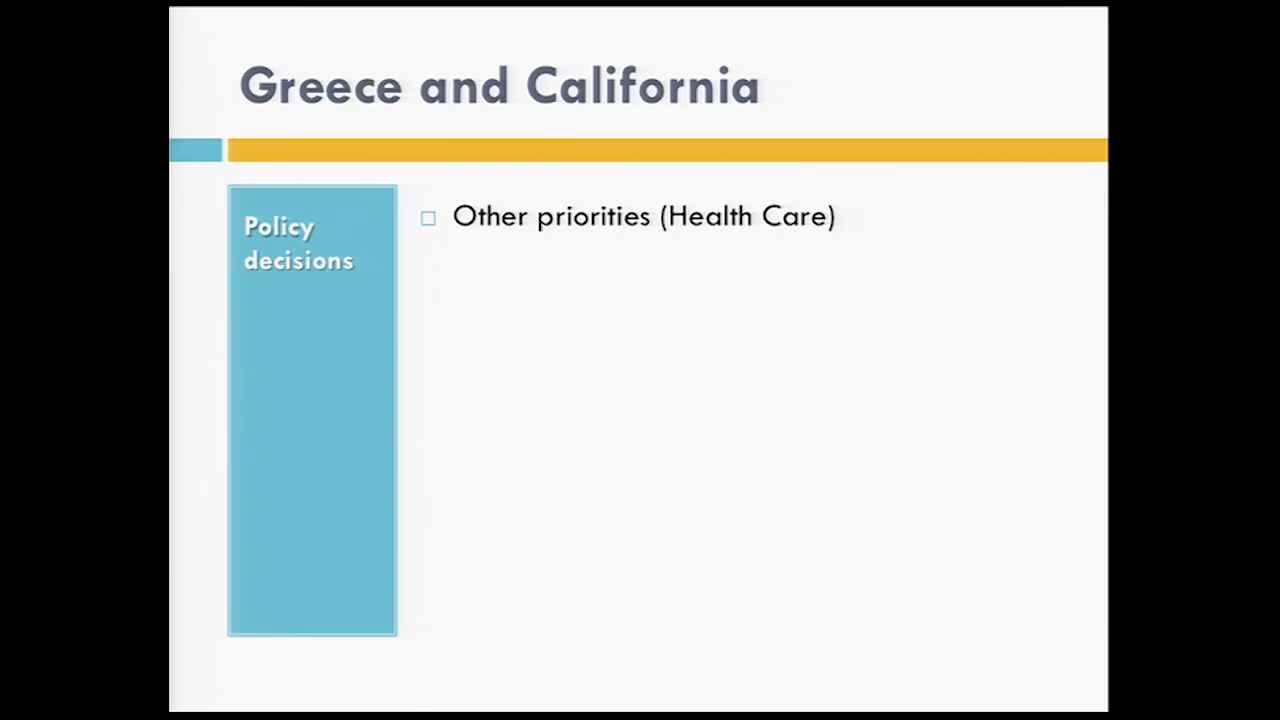 Greece and California
Policy
decisions
Other priorities (Health Care)